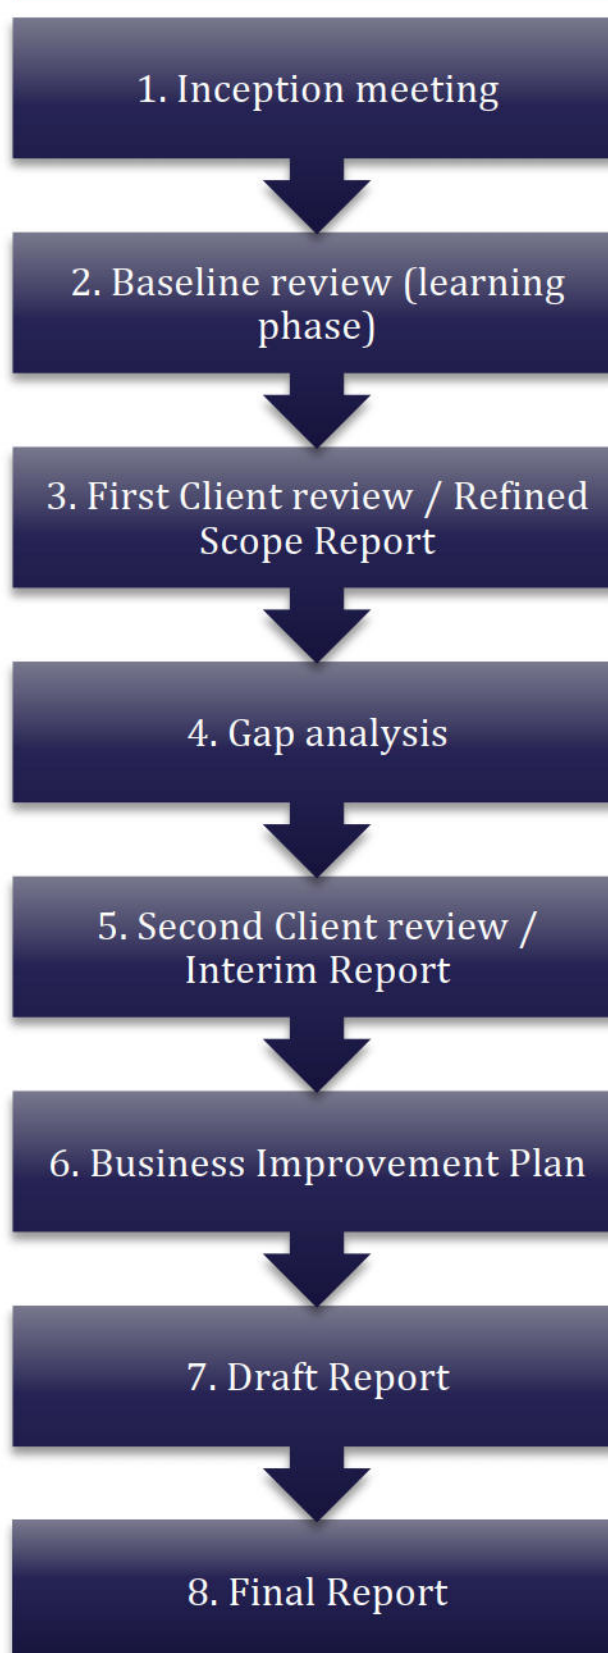 1. Inception meeting
2. Baseline review (learning
phase)
3. First Client review / Refined
Scope Report
4. Gap analysis
5. Second Client review /
Interim Report
6. Business Improvement Plan
7. Draft Report
8. Final Report